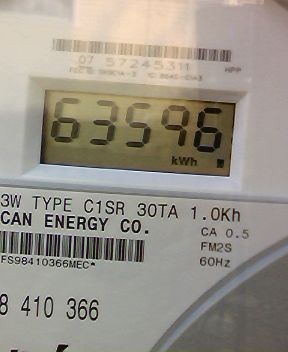 07 57245311
HPP
63596
kWh
3W TYPE C1SR 30TA 1.0Kh
CAN ENERGY CO.
CA 0.5
FM2S
FS98410366MEC*
60Hz
8 410 366